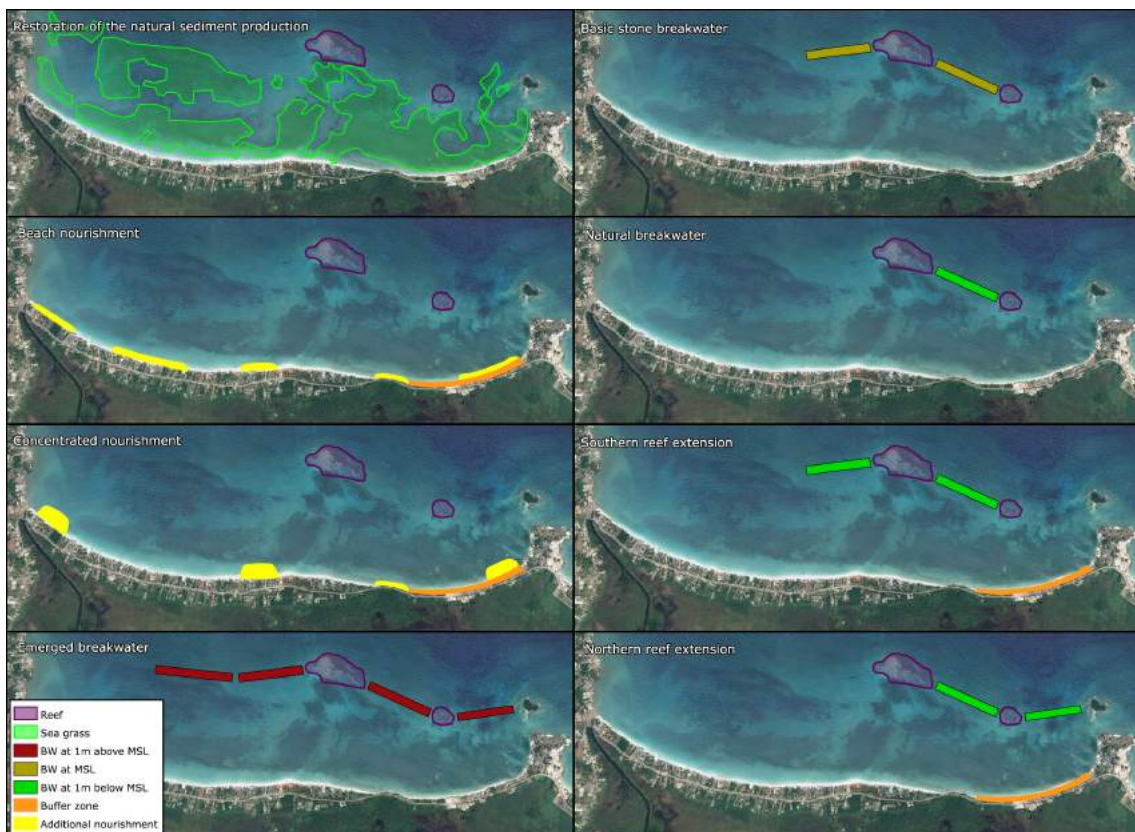 Restoration of the natural sediment production
Basic stone breakwater
Beach nourishment
Natural breakwater
Concentrated nourishment
Southern reef extension
Emerged breakwater
Northern reef extension
Reef
Sea grass
BW at 1m above MSL
BW at MSL
BW at 1m below MSL
Buffer zone
Additional nourishment